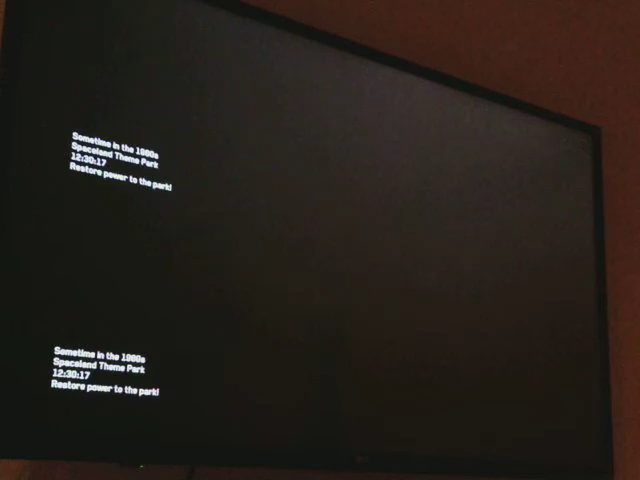 Sometime in the 1980s
Spaceland Theme Park
12:30:17
Restore power to the park!
Sometime in the 1980s
Spaceland Theme Park
12:30:17
Restore power to the park!